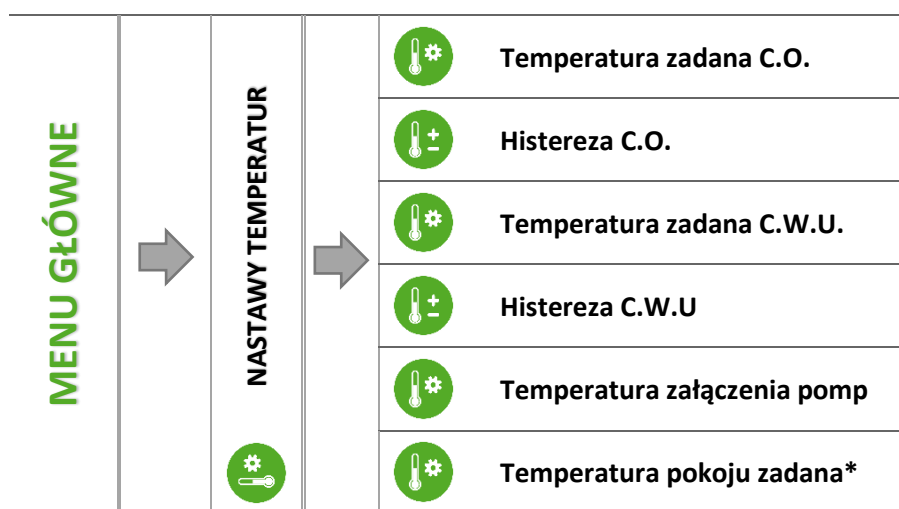 MENU GŁÓWNE
NASTAWY TEMPERATUR
Temperatura zadana C.O.
Histereza C.O.
Temperatura zadana C.W.U.
Histereza C.W.U
Temperatura załączenia pomp
Temperatura pokoju zadana*